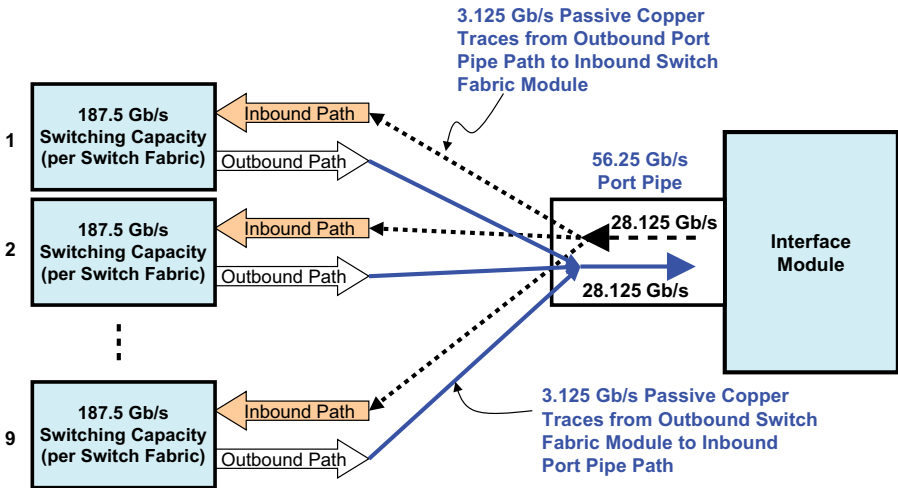 3.125 Gb/s Passive Copper
Traces from Outbound Port
Pipe Path to Inbound Switch
Fabric Module
1
187.5 Gb/s
Switching Capacity
(per Switch Fabric)
Inbound Path
Outbound Path
56.25 Gb/s
Port Pipe
2
187.5 Gb/s
Switching Capacity
(per Switch Fabric)
Inbound Path
Outbound Path
28.125 Gb/s
28.125 Gb/s
Interface
Module
9
187.5 Gb/s
Switching Capacity
(per Switch Fabric)
Inbound Path
Outbound Path
3.125 Gb/s Passive Copper
Traces from Outbound Switch
Fabric Module to Inbound
Port Pipe Path